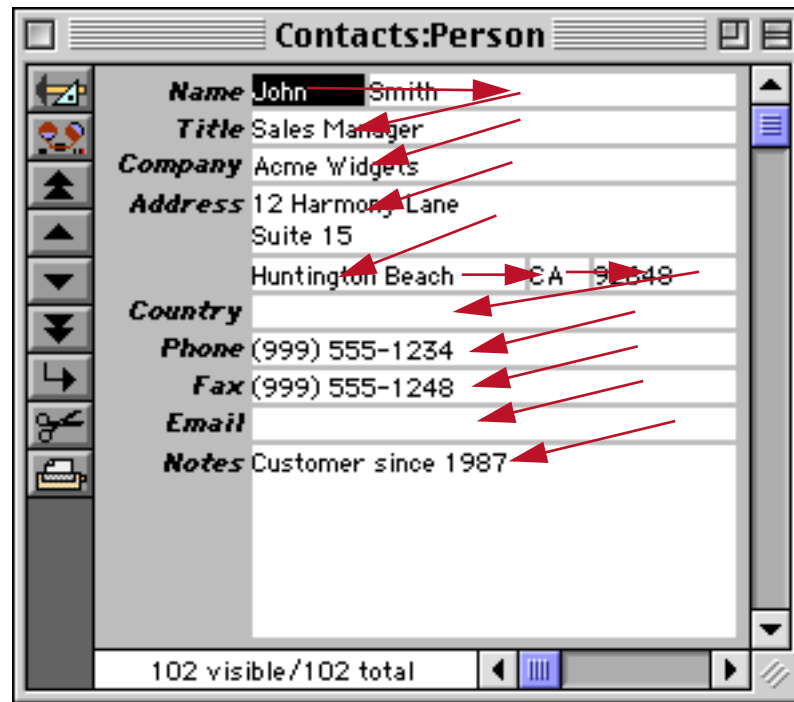 Contacts:Person
Name John Smith
Title Sales Manager
Company Acme Widgets
Address 12 Harmony Lane
Suite 15
Huntington Beach CA 92648
Country
Phone (999) 555-1234
Fax (999) 555-1248
Email
Notes Customer since 1987
102 visible/102 total